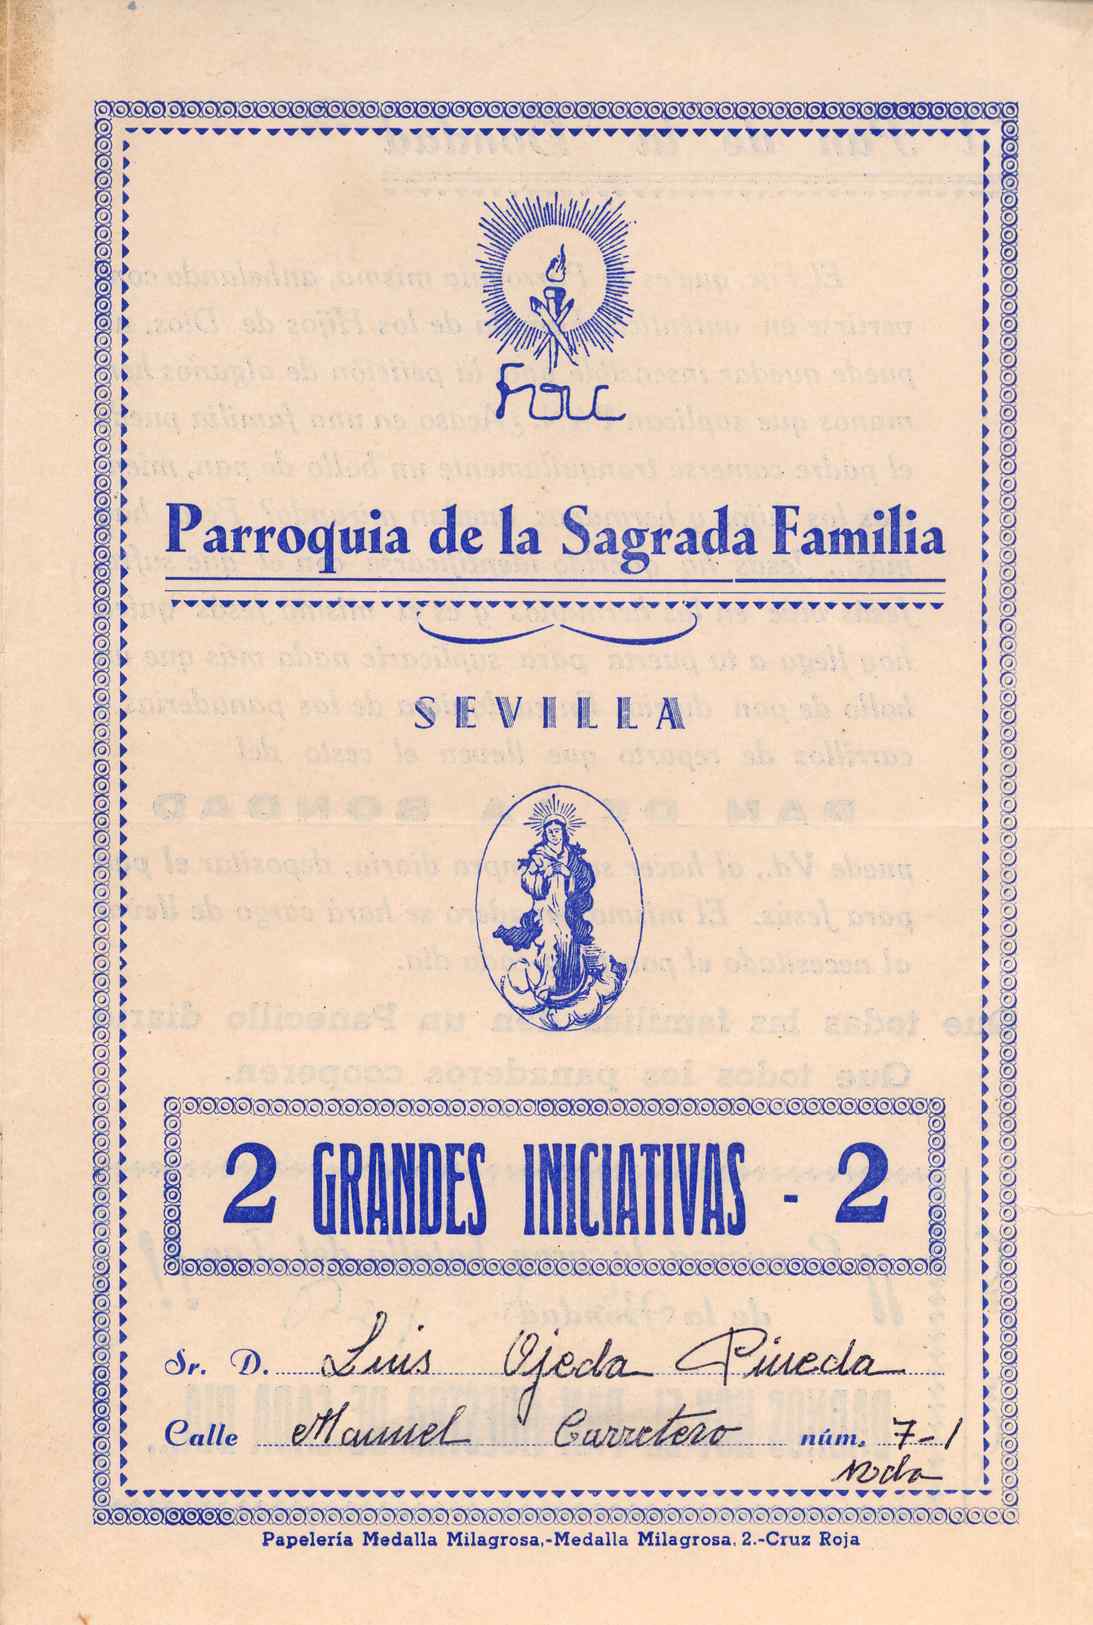 Parroquia de la Sagrada Familia
SEVILLA
2 GRANDES INICIATIVAS - 2
Sr. D. Luis Ojeda Pineda
Calle Manuel Carretero núm. 7-1
Papelería Medalla Milagrosa,-Medalla Milagrosa, 2.-Cruz Roja